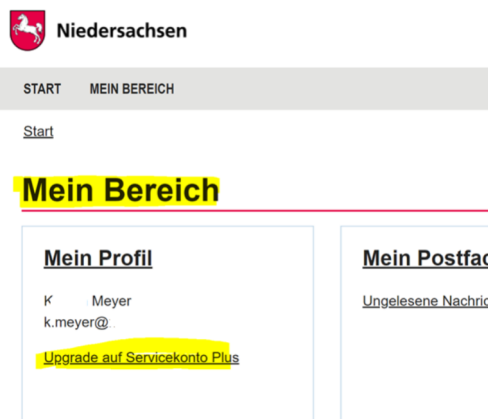 Niedersachsen
START MEIN BEREICH
Start
Mein Bereich
Mein Profil
K Meyer
k.meyer@
Upgrade auf Servicekonto Plus
Mein Postfac
Ungelesene Nachric